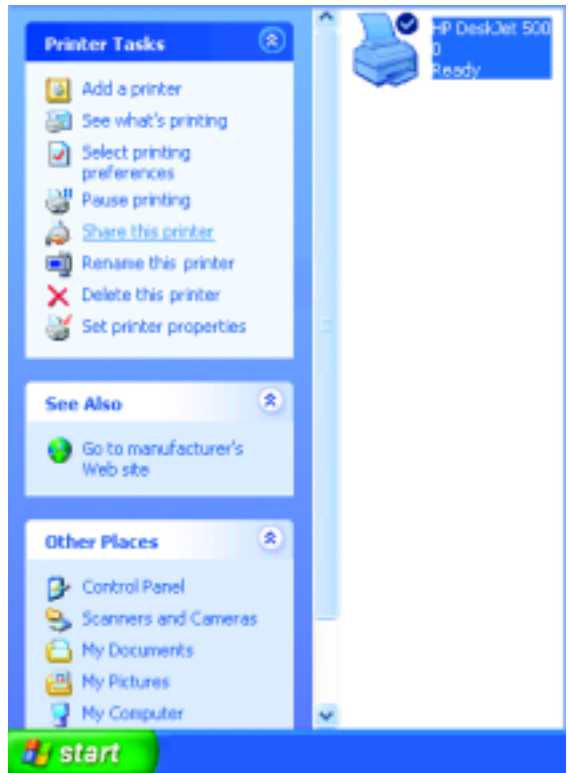 Printer Tasks
Add a printer
See what's printing
Select printing
preferences
Pause printing
Share this printer
Rename this printer
Delete this printer
Set printer properties
See Also
Go to manufacturer's
Web site
Other Places
Control Panel
Scanners and Cameras
My Documents
My Pictures
My Computer
HP DeskJet 500
0
Ready
start